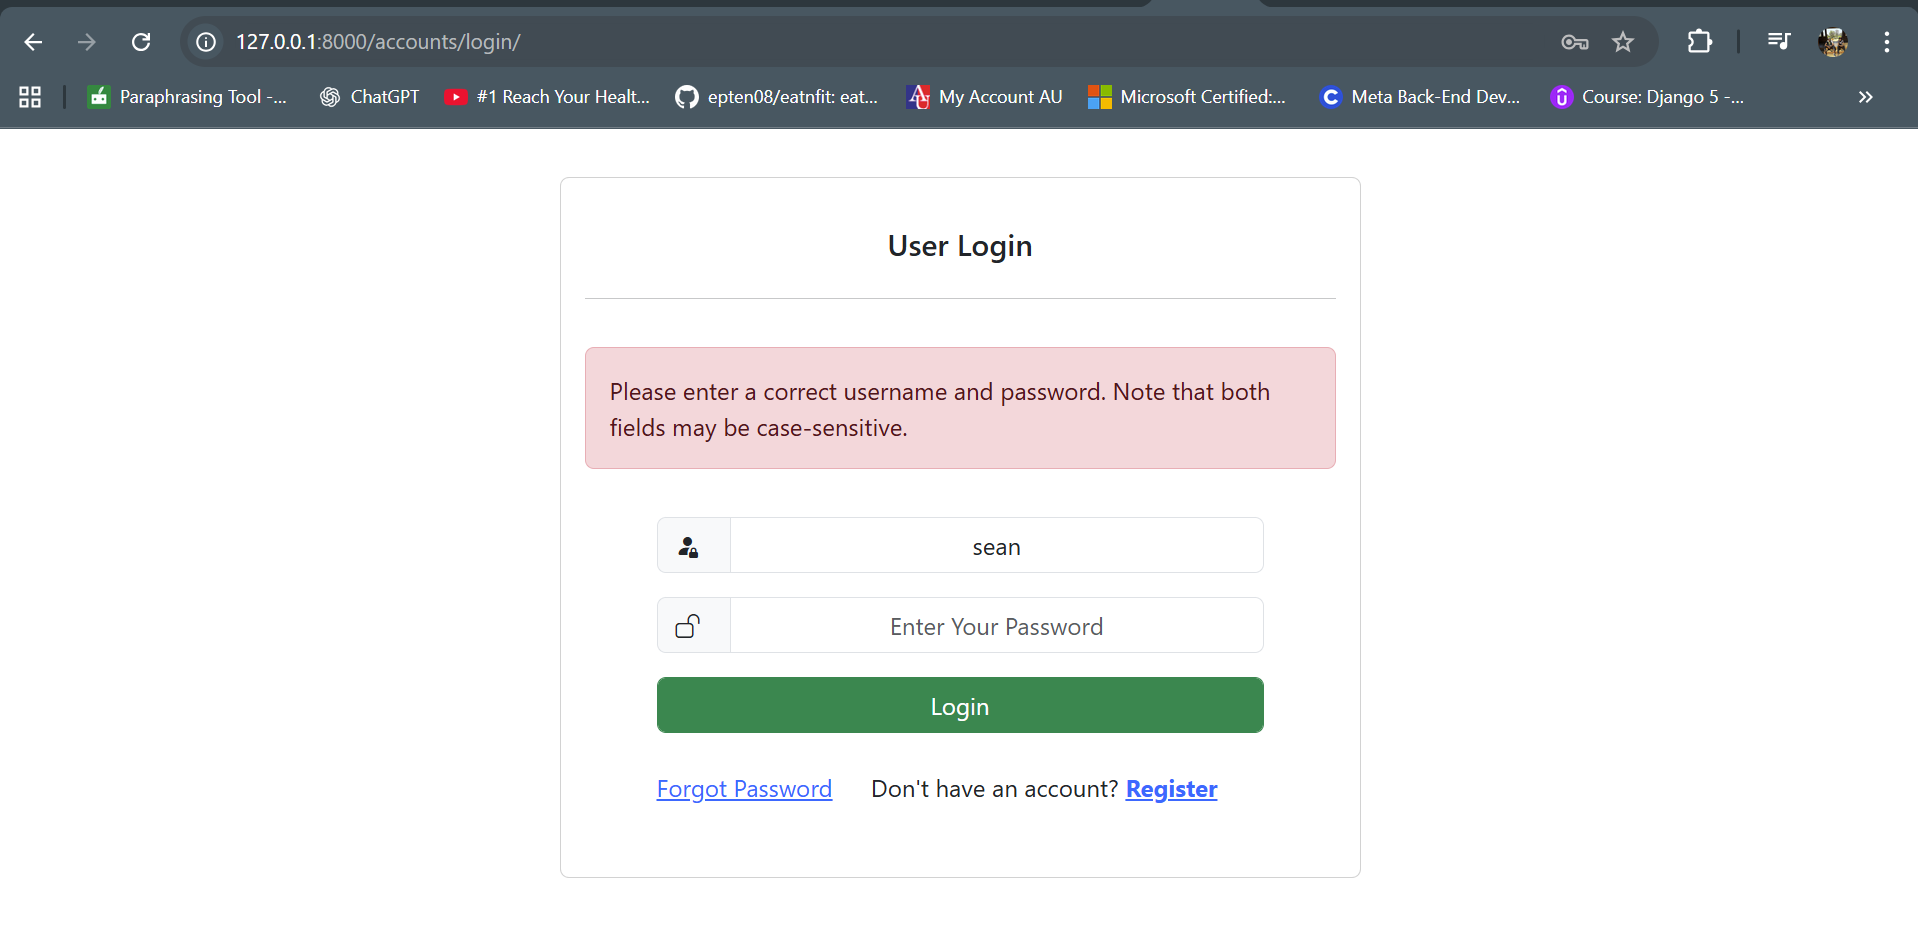 127.0.0.1:8000/accounts/login/
Paraphrasing Tool -... ChatGPT #1 Reach Your Healt... epten08/eatnfit: eat... My Account AU Microsoft Certified:... Meta Back-End Dev... Course: Django 5 -...
User Login
Please enter a correct username and password. Note that both
fields may be case-sensitive.
sean
Enter Your Password
Login
Forgot Password Don't have an account? Register